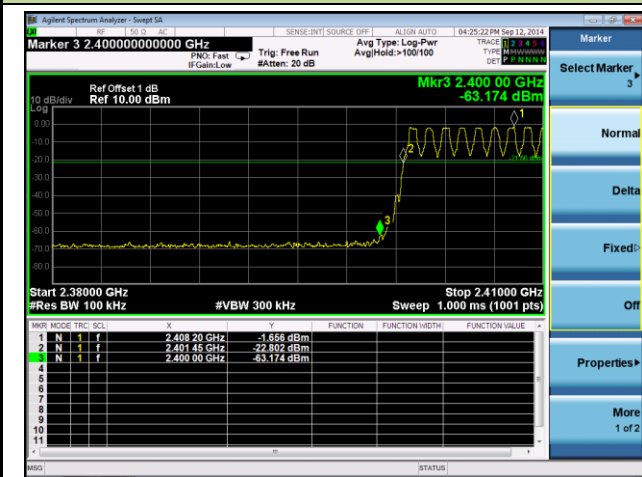 Agilent Spectrum Analyzer - Swept SA
RF 50 Ω AC SENSE:INT SOURCE OFF ALIGN AUTO 04:25:22 PM Sep 12, 2014
Marker 3 2.400000000000 GHz
PNO: Fast
IFGain:Low
Trig: Free Run
#Atten: 20 dB
Avg Type: Log-Pwr
Avg|Hold:>100/100
TRACE 1 2 3 4 5 6
TYPE MWWWWW
DET P P N N N N
Ref Offset 1 dB
10 dB/div Ref 10.00 dBm
Log
Mkr3 2.400 00 GHz
-63.174 dBm
0.00
-10.0
-20.0
-30.0
-40.0
-50.0
-60.0
-70.0
-80.0
1
2
3
Start 2.38000 GHz Stop 2.41000 GHz
#Res BW 100 kHz #VBW 300 kHz Sweep 1.000 ms (1001 pts)
MKR MODE TRC SCL X Y FUNCTION FUNCTION WIDTH FUNCTION VALUE
1 N 1 f 2.408 20 GHz -1.656 dBm
2 N 1 f 2.401 45 GHz -22.802 dBm
3 N 1 f 2.400 00 GHz -63.174 dBm
4
5
6
7
8
9
10
11
MSG STATUS
Marker
Select Marker
3
Normal
Delta
Fixed
Off
Properties
More
1 of 2